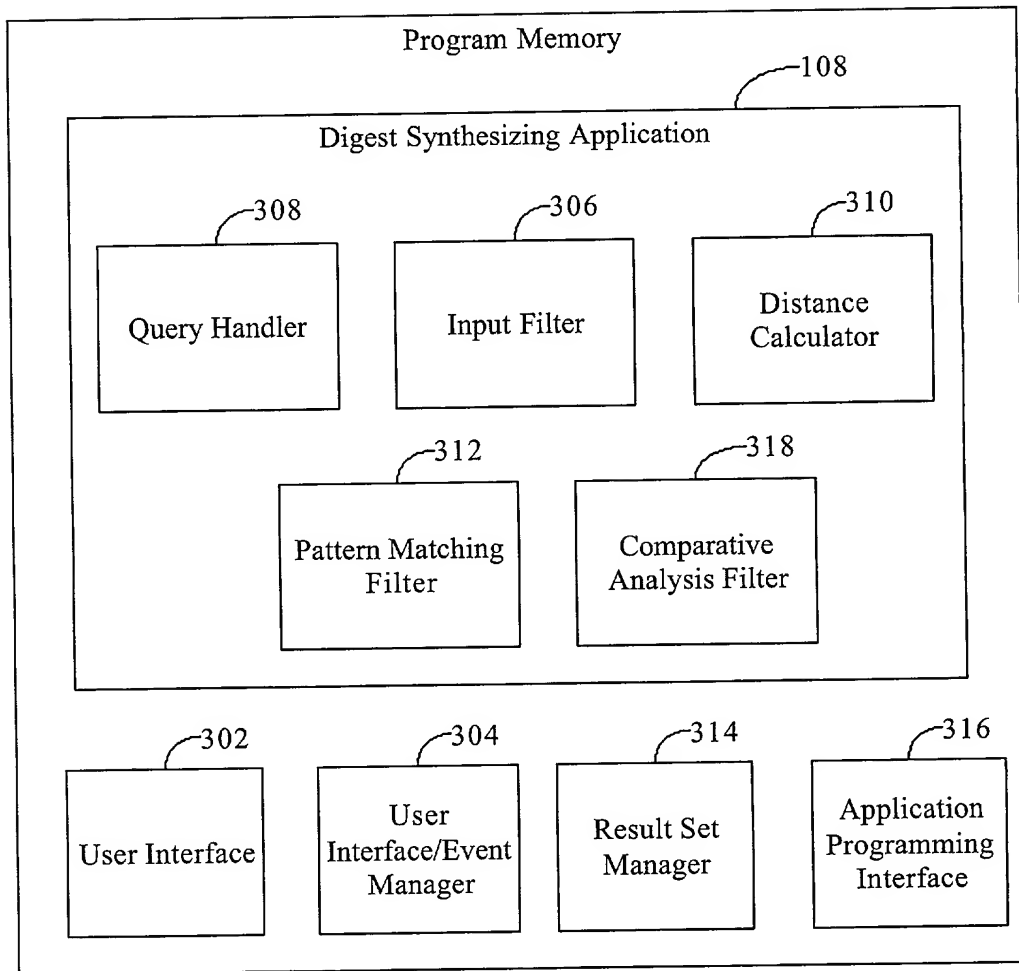 Program Memory
108
Digest Synthesizing Application
308
306
310
Query Handler
Input Filter
Distance
Calculator
312
318
Pattern Matching
Filter
Comparative
Analysis Filter
302
304
314
316
User Interface
User
Interface/Event
Manager
Result Set
Manager
Application
Programming
Interface